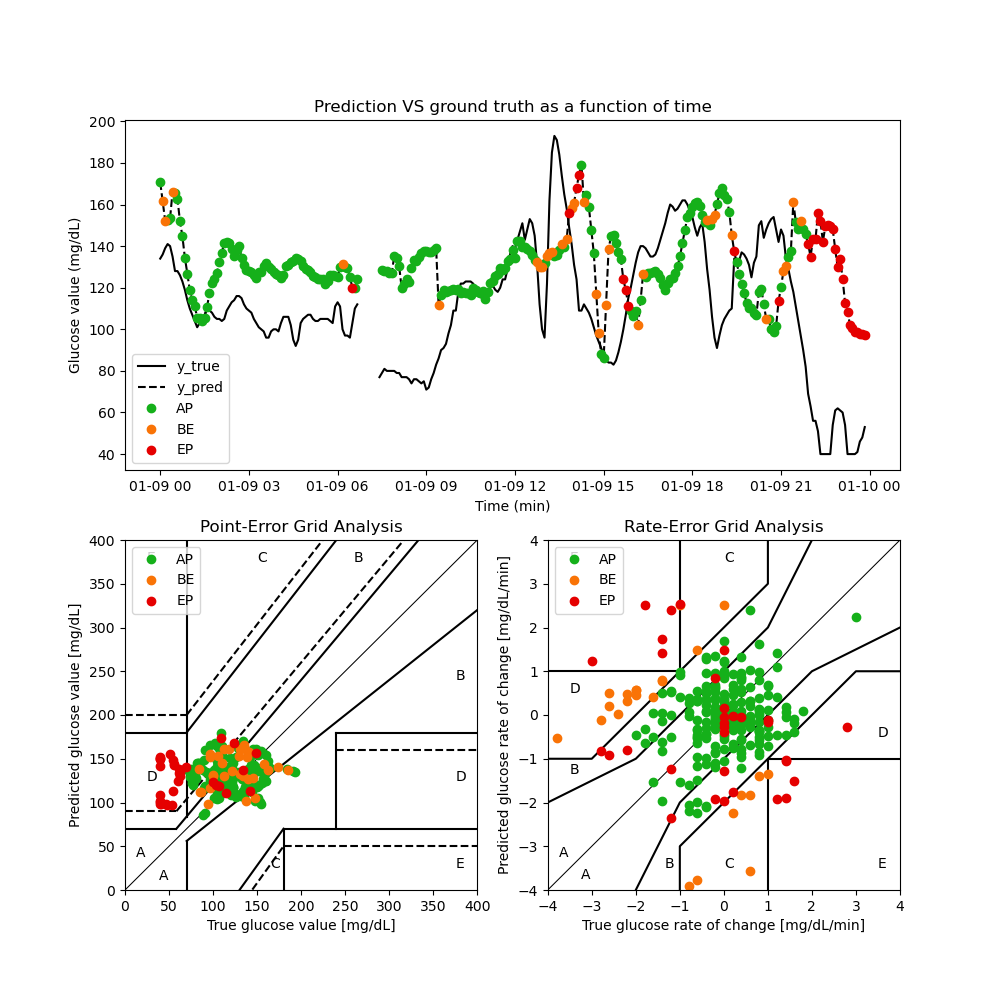 Prediction VS ground truth as a function of time
Glucose value (mg/dL)
200
180
160
140
120
100
80
60
40
y_true
y_pred
AP
BE
EP
01-09 00 01-09 03 01-09 06 01-09 09 01-09 12 01-09 15 01-09 18 01-09 21 01-10 00
Time (min)
Point-Error Grid Analysis
Predicted glucose value [mg/dL]
400
350
300
250
200
150
100
50
0
AP
BE
EP
C
B
B
D
D
A
A
C
E
0 50 100 150 200 250 300 350 400
True glucose value [mg/dL]
Rate-Error Grid Analysis
Predicted glucose rate of change [mg/dL/min]
4
3
2
1
0
−1
−2
−3
−4
AP
BE
EP
C
D
D
B
A
A
B
C
E
−4 −3 −2 −1 0 1 2 3 4
True glucose rate of change [mg/dL/min]